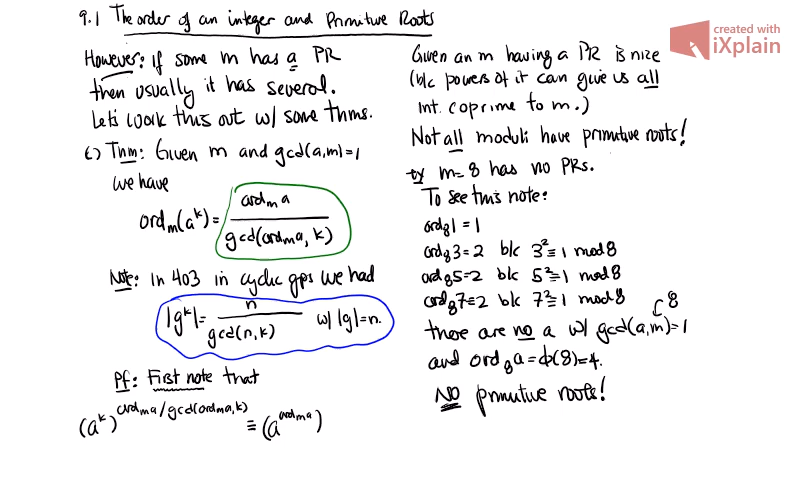 9.1 The order of an integer and Primitive Roots
created with
iXplain
However: if some m has a PR
then usually it has several.
Let's work this out w/ some thms.
(c) Thm: Given m and gcd(a,m)=1
we have
ord_m(a^k) = ord_m a / gcd(ord_m a, k)
Note: In 403 in cyclic gps we had
|g^k| = n / gcd(n,k) w/ |g|=n.
Pf: First note that
(a^k)^{ord_m a / gcd(ord_m a, k)} ≡ (a^{ord_m a})
Given an m having a PR is nice
(b/c powers of it can give us all
int. coprime to m.)
Not all moduli have primitive roots!
ex m=8 has no PRs.
To see this note:
ord_8 1 = 1
ord_8 3 = 2 b/c 3^2 ≡ 1 mod 8
ord_8 5 = 2 b/c 5^2 ≡ 1 mod 8
ord_8 7 = 2 b/c 7^2 ≡ 1 mod 8
8
there are no a w/ gcd(a,m)=1
and ord_8 a = φ(8) = 4.
NO primitive roots!